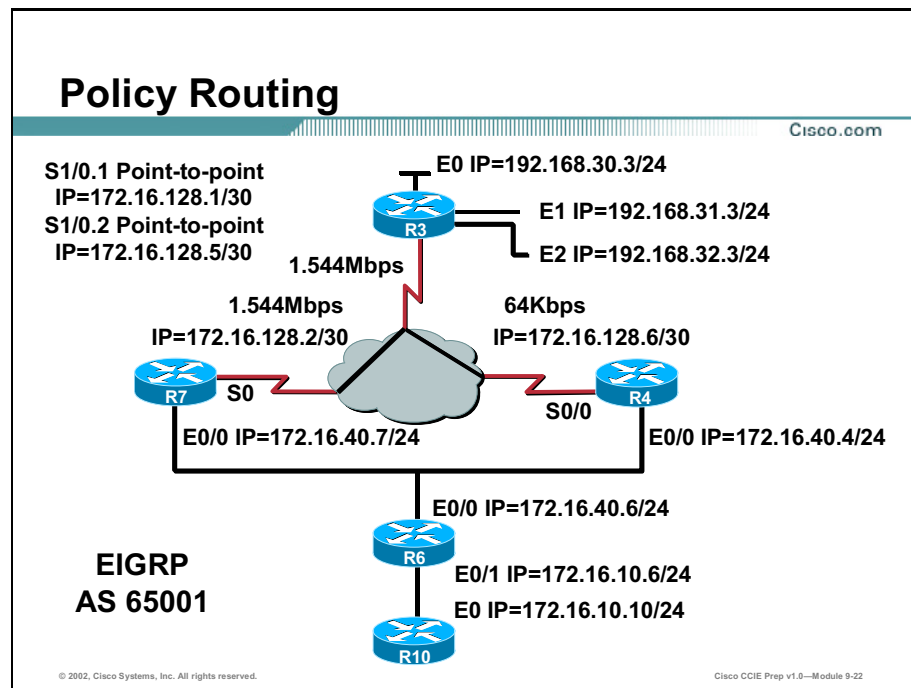 Policy Routing
Cisco.com
S1/0.1 Point-to-point
IP=172.16.128.1/30
S1/0.2 Point-to-point
IP=172.16.128.5/30
E0 IP=192.168.30.3/24
R3
E1 IP=192.168.31.3/24
E2 IP=192.168.32.3/24
1.544Mbps
1.544Mbps
IP=172.16.128.2/30
64Kbps
IP=172.16.128.6/30
R7
S0
S0/0
R4
E0/0 IP=172.16.40.7/24
E0/0 IP=172.16.40.4/24
E0/0 IP=172.16.40.6/24
R6
E0/1 IP=172.16.10.6/24
E0 IP=172.16.10.10/24
R10
EIGRP
AS 65001
© 2002, Cisco Systems, Inc. All rights reserved.
Cisco CCIE Prep v1.0—Module 9-22